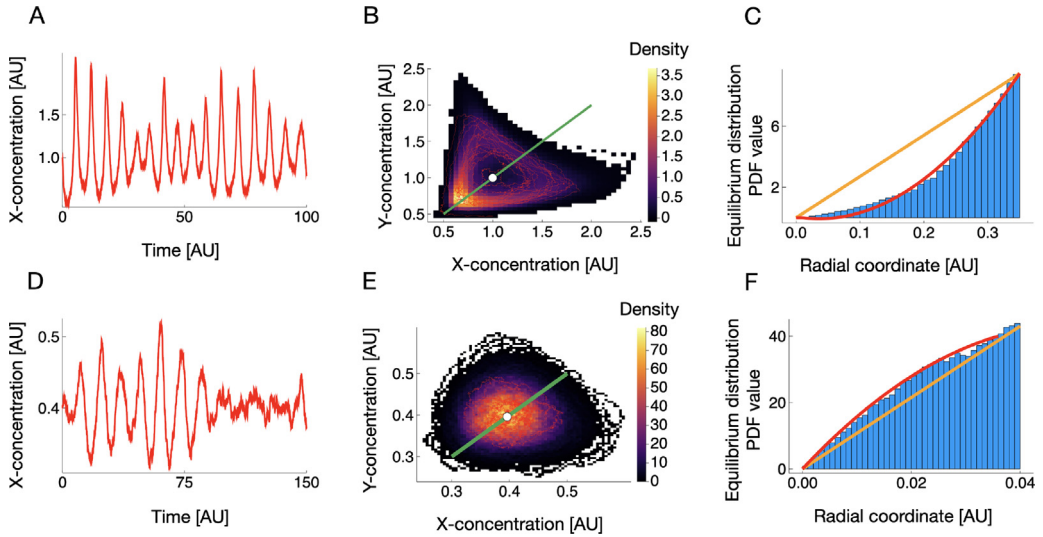 A
X-concentration [AU]
1.5
1.0
0
50
100
Time [AU]
B
Density
Y-concentration [AU]
2.5
2.0
1.5
1.0
0.5
0.5
1.0
1.5
2.0
2.5
X-concentration [AU]
3.5
3.0
2.5
2.0
1.5
1.0
0.5
0
C
Equilibrium distribution
PDF value
8
6
4
2
0.0
0.1
0.2
0.3
Radial coordinate [AU]
D
X-concentration [AU]
0.5
0.4
0
75
150
Time [AU]
E
Density
Y-concentration [AU]
0.5
0.4
0.3
0.3
0.4
0.5
X-concentration [AU]
80
70
60
50
40
30
20
10
0
F
Equilibrium distribution
PDF value
40
20
0
0.00
0.02
0.04
Radial coordinate [AU]